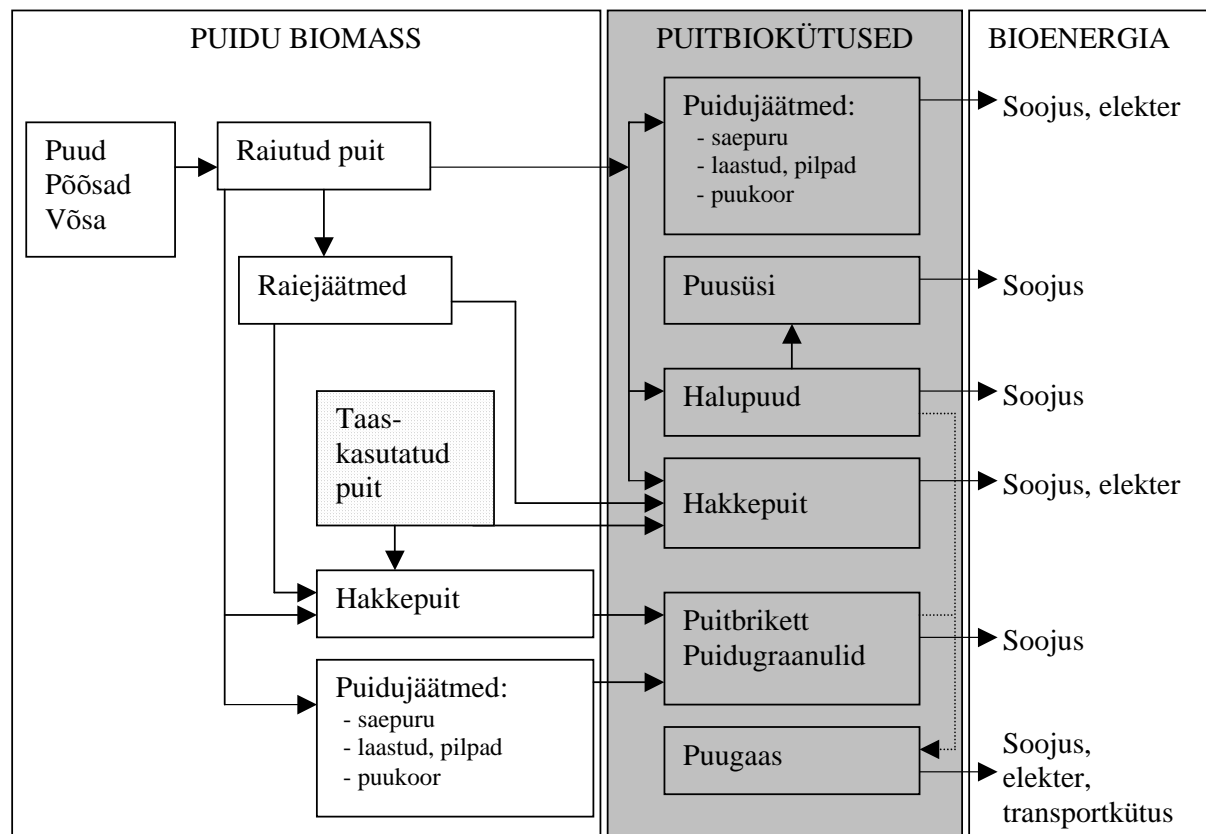 PUIDU BIOMASS
Puud
Põõsad
Võsa
Raiutud puit
Raiejäätmed
Taas-
kasutatud
puit
Hakkepuit
Puidujäätmed:
- saepuru
- laastud, pilpad
- puukoor
PUITBIOKÜTUSED
Puidujäätmed:
- saepuru
- laastud, pilpad
- puukoor
Puusüsi
Halupuud
Hakkepuit
Puitbrikett
Puidugraanulid
Puugaas
BIOENERGIA
Soojus, elekter
Soojus
Soojus
Soojus, elekter
Soojus
Soojus,
elekter,
transportkütus